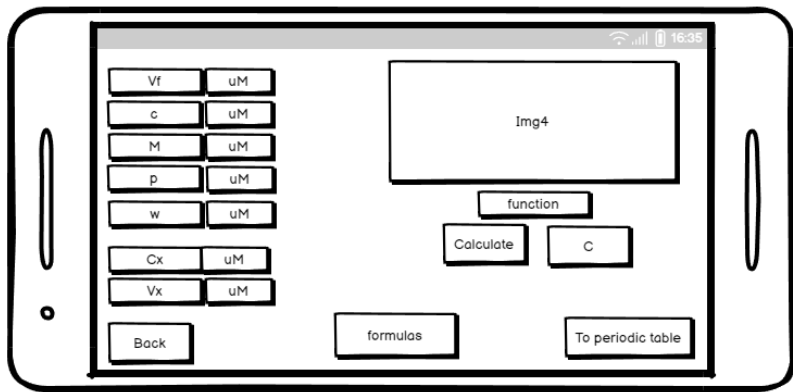 16:35
Vf uM
c uM
M uM
p uM
w uM
Cx uM
Vx uM
Img4
function
Calculate C
Back
formulas
To periodic table